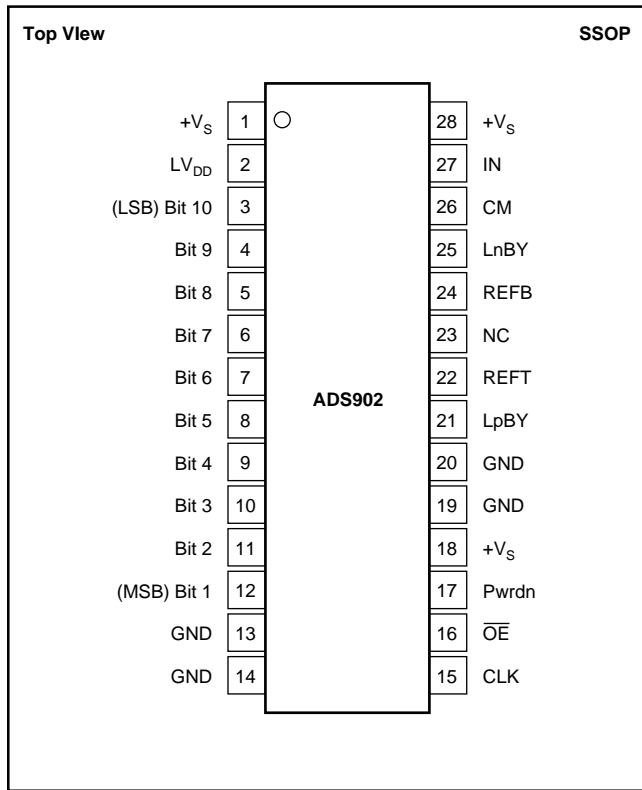 Top VIew SSOP
+VS 1 28 +VS
LVDD 2 27 IN
(LSB) Bit 10 3 26 CM
Bit 9 4 25 LnBY
Bit 8 5 24 REFB
Bit 7 6 23 NC
Bit 6 7 22 REFT
ADS902
Bit 5 8 21 LpBY
Bit 4 9 20 GND
Bit 3 10 19 GND
Bit 2 11 18 +VS
(MSB) Bit 1 12 17 Pwrdn
GND 13 16 O̅E̅
GND 14 15 CLK